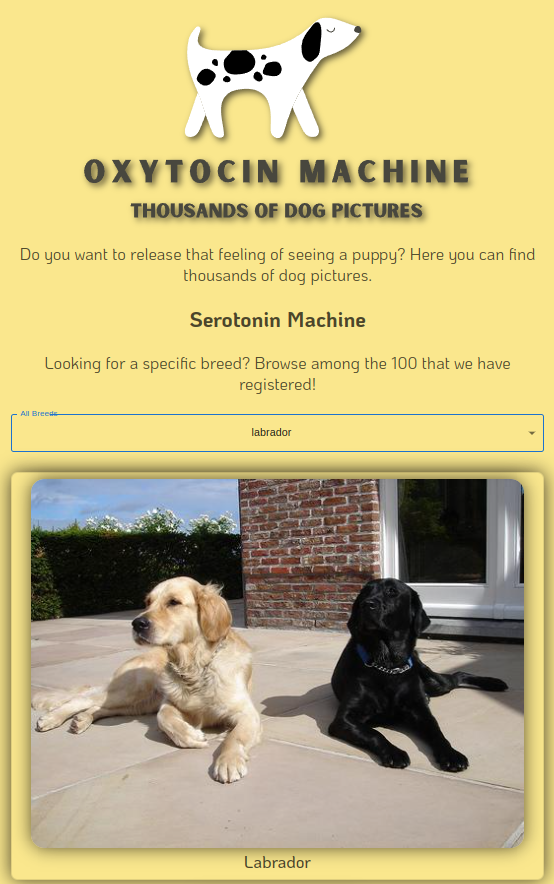 OXYTOCIN MACHINE
THOUSANDS OF DOG PICTURES
Do you want to release that feeling of seeing a puppy? Here you can find
thousands of dog pictures.
Serotonin Machine
Looking for a specific breed? Browse among the 100 that we have
registered!
All Breeds
labrador
Labrador